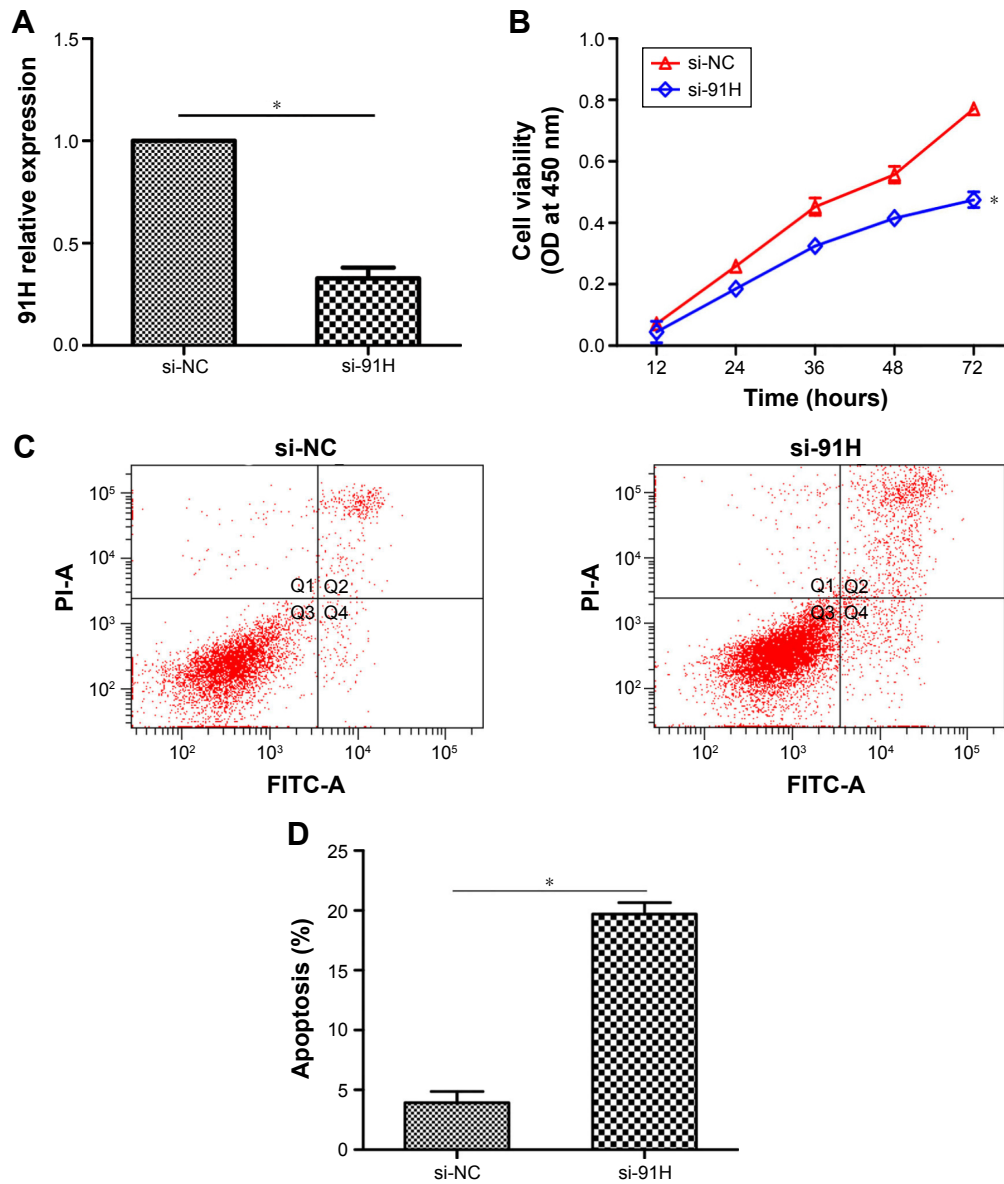 A
1.5
1.0
0.5
0.0
91H relative expression
*
si-NC
si-91H
B
1.0
0.8
0.6
0.4
0.2
0.0
Cell viability
(OD at 450 nm)
si-NC
si-91H
*
12
24
36
48
72
Time (hours)
C
si-NC
10⁵
10⁴
10³
10²
PI-A
Q1
Q2
Q3
Q4
10²
10³
10⁴
10⁵
FITC-A
si-91H
10⁵
10⁴
10³
10²
PI-A
Q1
Q2
Q3
Q4
10²
10³
10⁴
10⁵
FITC-A
D
25
20
15
10
5
0
Apoptosis (%)
*
si-NC
si-91H